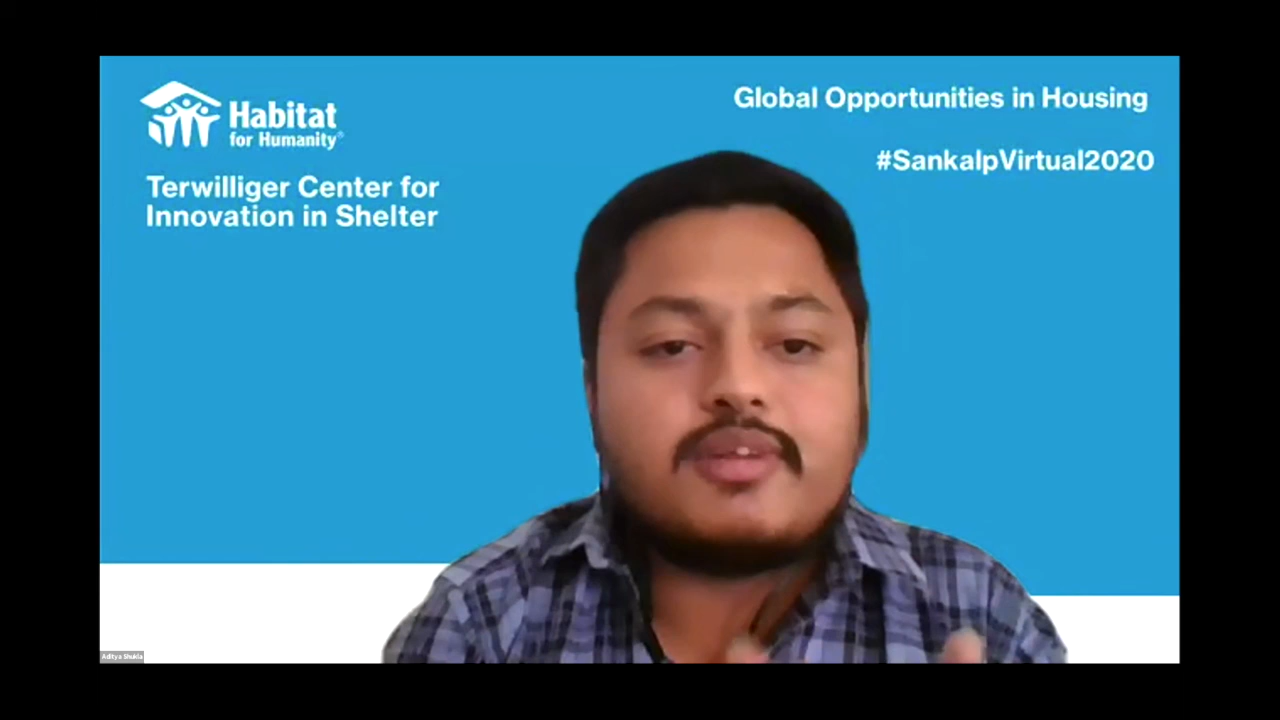 Habitat
for Humanity®
Terwilliger Center for
Innovation in Shelter
Global Opportunities in Housing
#SankalpVirtual2020
Aditya Shukla